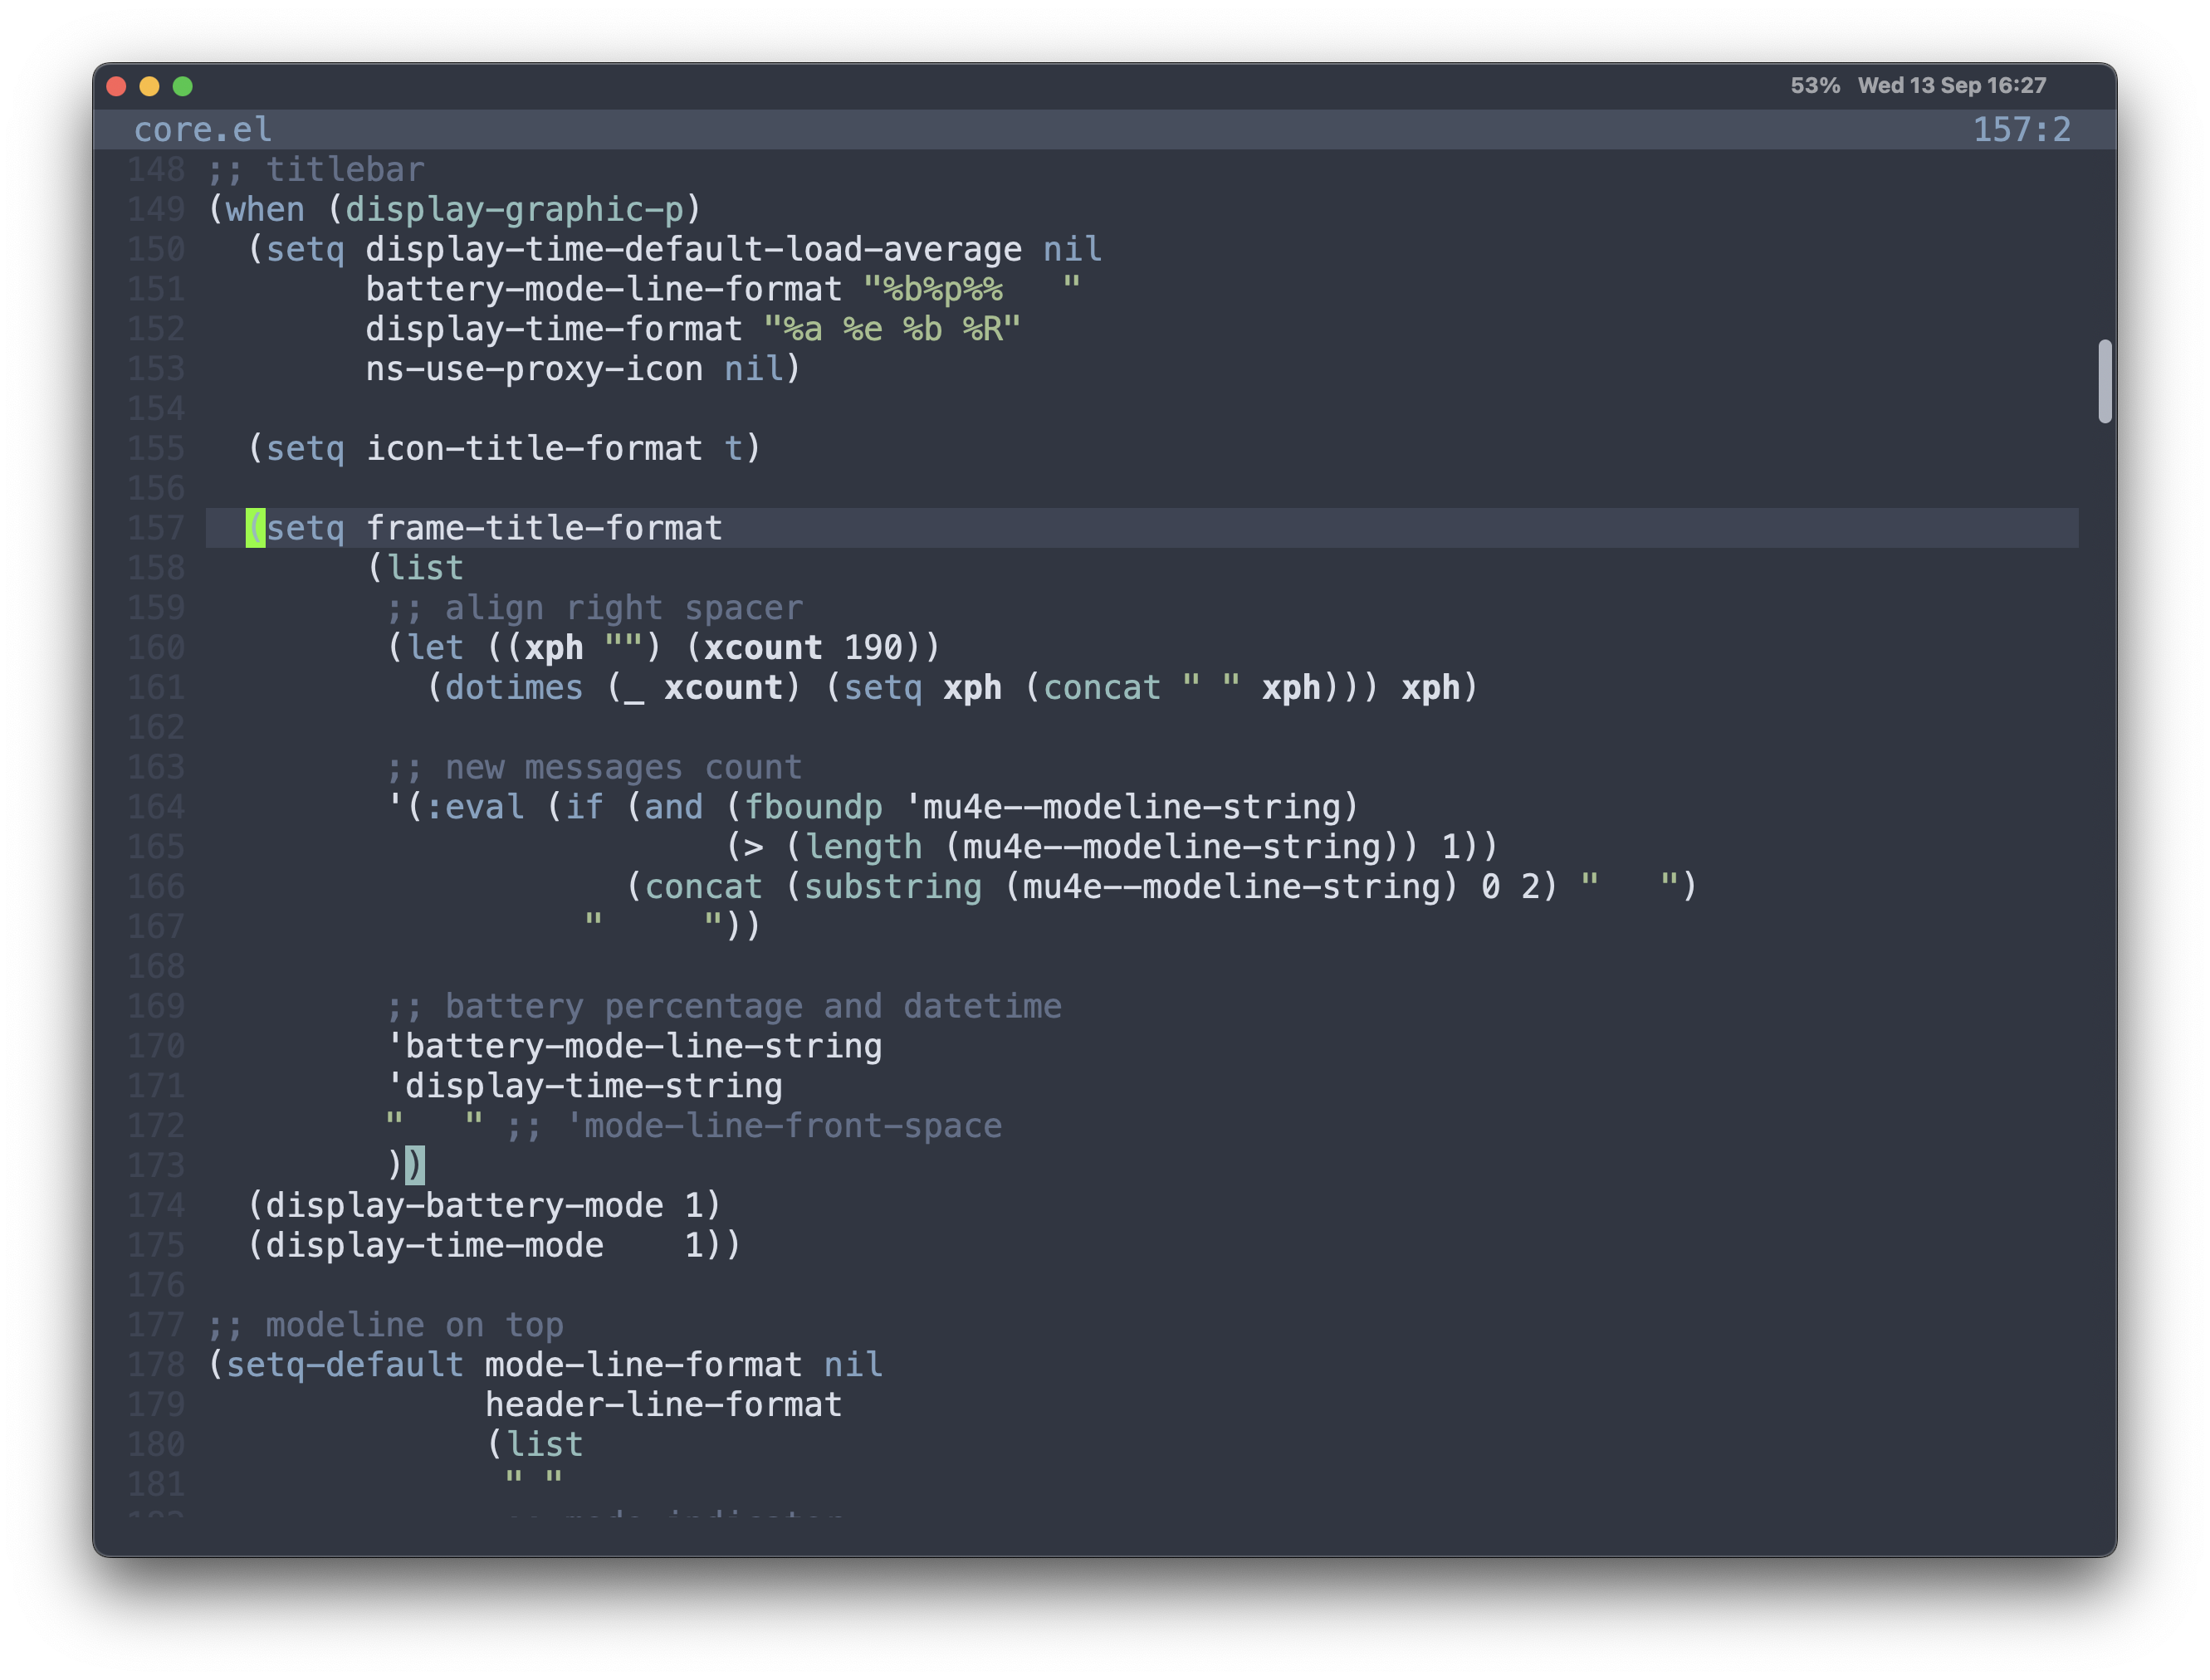 53%   Wed 13 Sep 16:27
core.el 157:2
148 ;; titlebar
149 (when (display-graphic-p)
150   (setq display-time-default-load-average nil
151         battery-mode-line-format "%b%p%%   "
152         display-time-format "%a %e %b %R"
153         ns-use-proxy-icon nil)
154
155   (setq icon-title-format t)
156
157   (setq frame-title-format
158         (list
159          ;; align right spacer
160          (let ((xph "") (xcount 190))
161            (dotimes (_ xcount) (setq xph (concat " " xph))) xph)
162
163          ;; new messages count
164          '(:eval (if (and (fboundp 'mu4e--modeline-string)
165                           (> (length (mu4e--modeline-string)) 1))
166                      (concat (substring (mu4e--modeline-string) 0 2) "   ")
167                    "     "))
168
169          ;; battery percentage and datetime
170          'battery-mode-line-string
171          'display-time-string
172          "   " ;; 'mode-line-front-space
173          ))
174   (display-battery-mode 1)
175   (display-time-mode    1))
176
177 ;; modeline on top
178 (setq-default mode-line-format nil
179               header-line-format
180               (list
181                " "